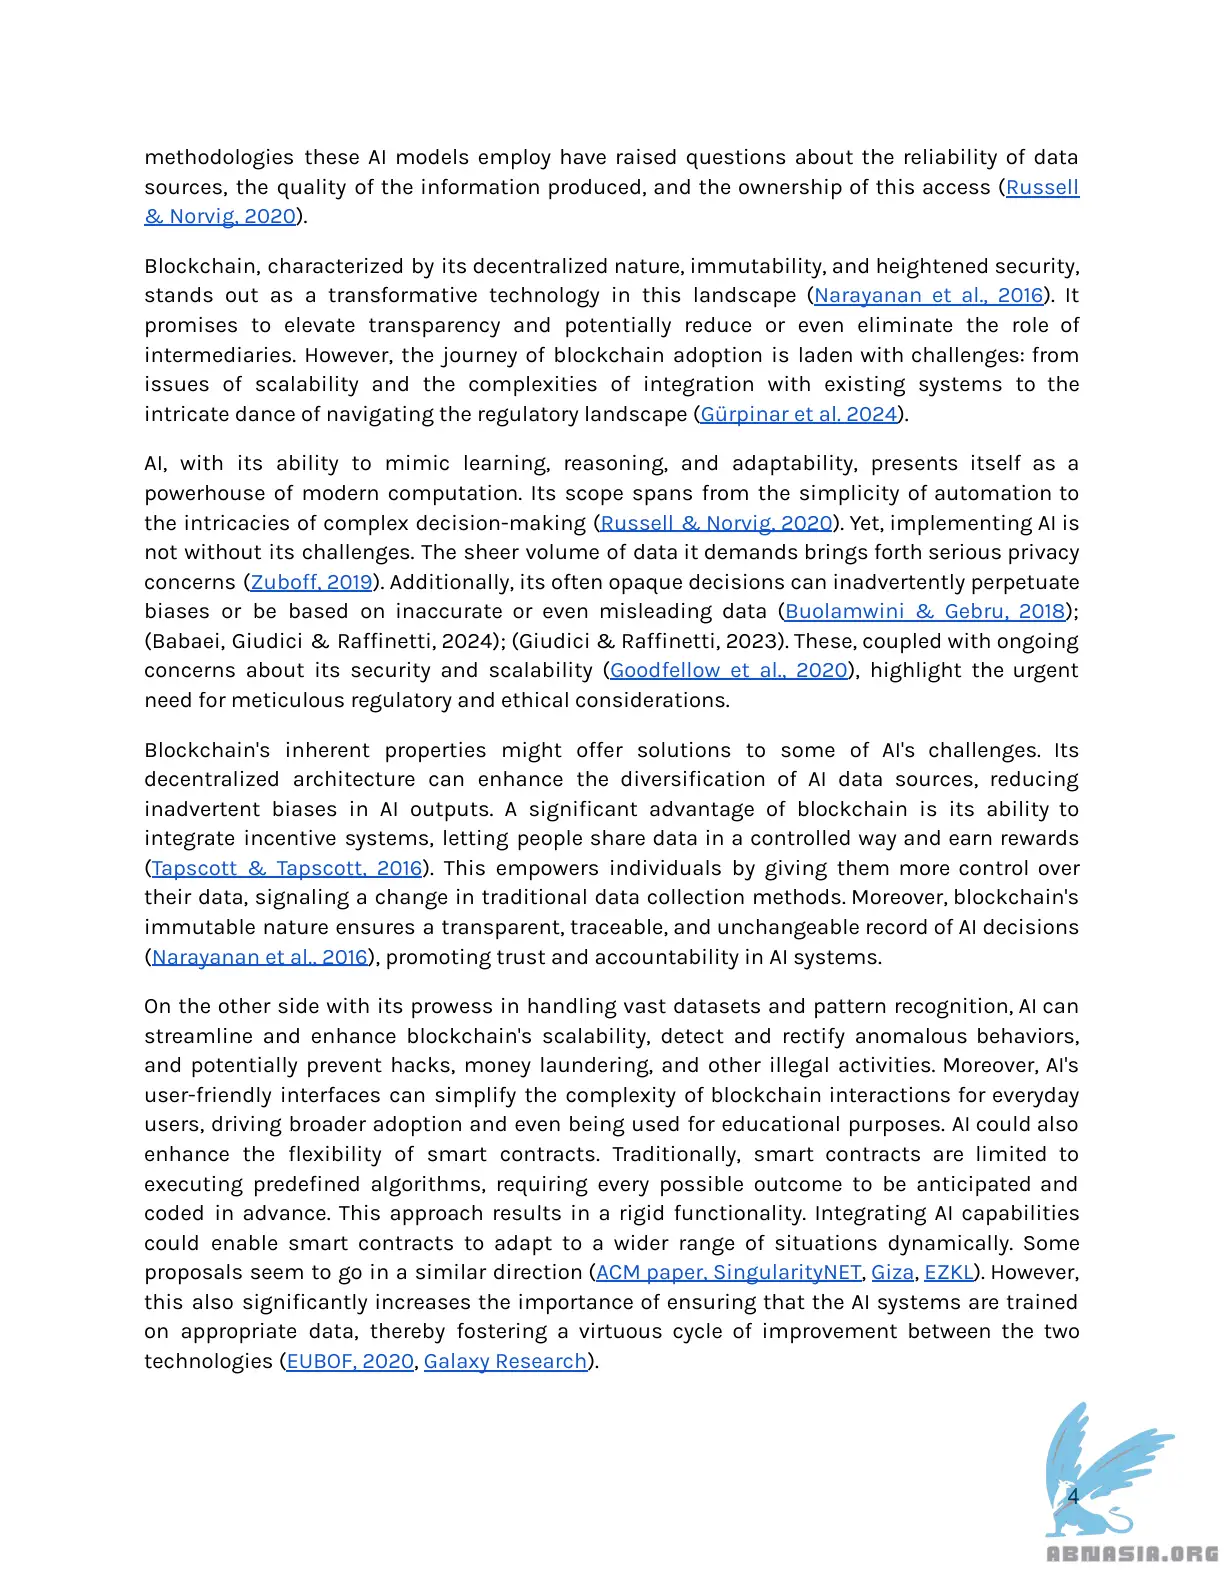 methodologies these AI models employ have raised questions about the reliability of data
sources, the quality of the information produced, and the ownership of this access (Russell
& Norvig, 2020).
Blockchain, characterized by its decentralized nature, immutability, and heightened security,
stands out as a transformative technology in this landscape (Narayanan et al., 2016). It
promises to elevate transparency and potentially reduce or even eliminate the role of
intermediaries. However, the journey of blockchain adoption is laden with challenges: from
issues of scalability and the complexities of integration with existing systems to the
intricate dance of navigating the regulatory landscape (Gürpinar et al. 2024).
AI, with its ability to mimic learning, reasoning, and adaptability, presents itself as a
powerhouse of modern computation. Its scope spans from the simplicity of automation to
the intricacies of complex decision-making (Russell & Norvig, 2020). Yet, implementing AI is
not without its challenges. The sheer volume of data it demands brings forth serious privacy
concerns (Zuboff, 2019). Additionally, its often opaque decisions can inadvertently perpetuate
biases or be based on inaccurate or even misleading data (Buolamwini & Gebru, 2018);
(Babaei, Giudici & Raffinetti, 2024); (Giudici & Raffinetti, 2023). These, coupled with ongoing
concerns about its security and scalability (Goodfellow et al., 2020), highlight the urgent
need for meticulous regulatory and ethical considerations.
Blockchain's inherent properties might offer solutions to some of AI's challenges. Its
decentralized architecture can enhance the diversification of AI data sources, reducing
inadvertent biases in AI outputs. A significant advantage of blockchain is its ability to
integrate incentive systems, letting people share data in a controlled way and earn rewards
(Tapscott & Tapscott, 2016). This empowers individuals by giving them more control over
their data, signaling a change in traditional data collection methods. Moreover, blockchain's
immutable nature ensures a transparent, traceable, and unchangeable record of AI decisions
(Narayanan et al., 2016), promoting trust and accountability in AI systems.
On the other side with its prowess in handling vast datasets and pattern recognition, AI can
streamline and enhance blockchain's scalability, detect and rectify anomalous behaviors,
and potentially prevent hacks, money laundering, and other illegal activities. Moreover, AI's
user-friendly interfaces can simplify the complexity of blockchain interactions for everyday
users, driving broader adoption and even being used for educational purposes. AI could also
enhance the flexibility of smart contracts. Traditionally, smart contracts are limited to
executing predefined algorithms, requiring every possible outcome to be anticipated and
coded in advance. This approach results in a rigid functionality. Integrating AI capabilities
could enable smart contracts to adapt to a wider range of situations dynamically. Some
proposals seem to go in a similar direction (ACM paper, SingularityNET, Giza, EZKL). However,
this also significantly increases the importance of ensuring that the AI systems are trained
on appropriate data, thereby fostering a virtuous cycle of improvement between the two
technologies (EUBOF, 2020, Galaxy Research).
4
ABNASIA.ORG